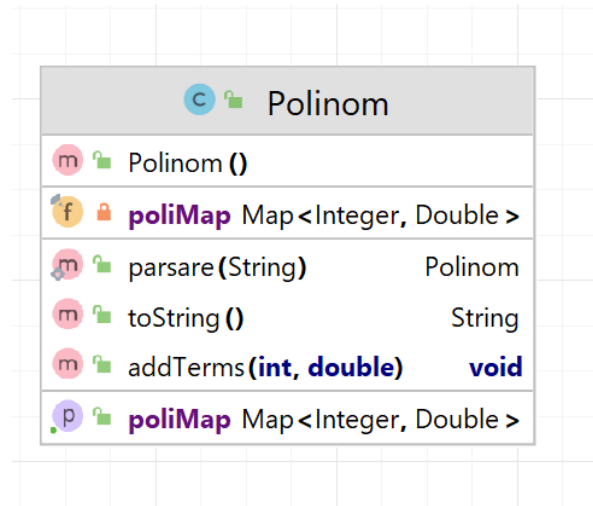 C Polinom
m Polinom()
f poliMap Map<Integer, Double>
m parsare(String) Polinom
m toString() String
m addTerms(int, double) void
p poliMap Map<Integer, Double>